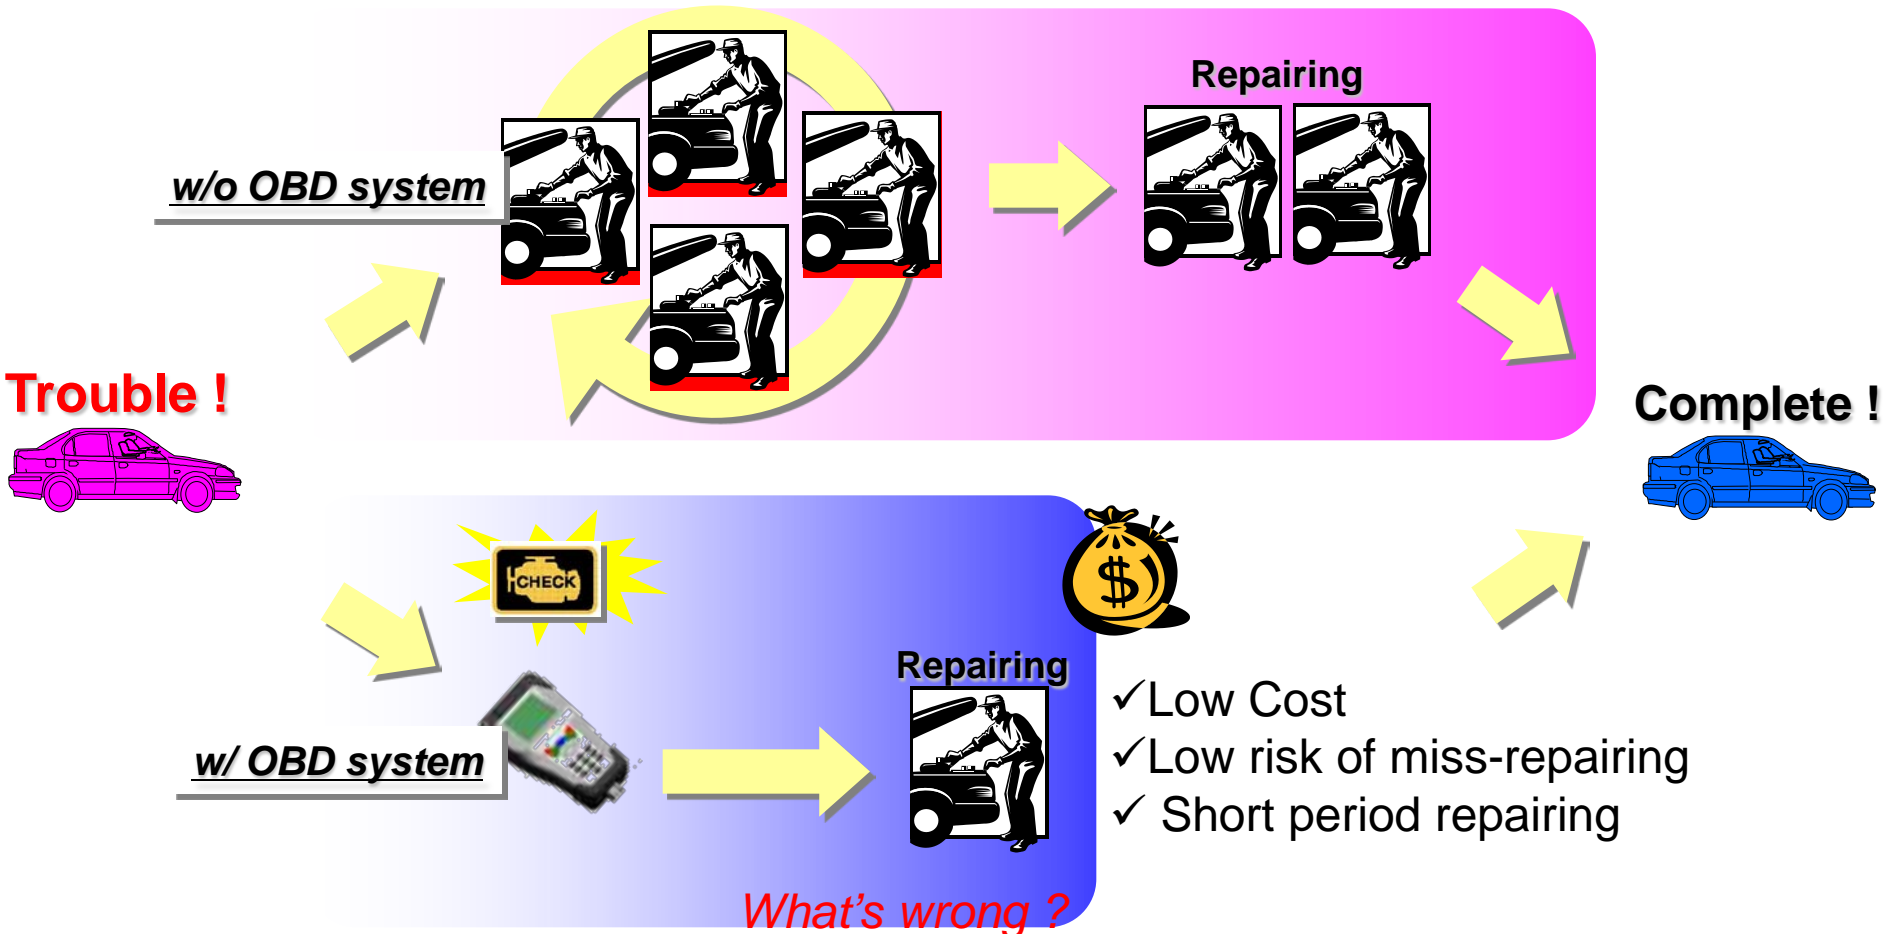 Repairing
w/o OBD system
Trouble !
Complete !
CHECK
$
Repairing
w/ OBD system
✓Low Cost
✓Low risk of miss-repairing
✓ Short period repairing
What's wrong ?